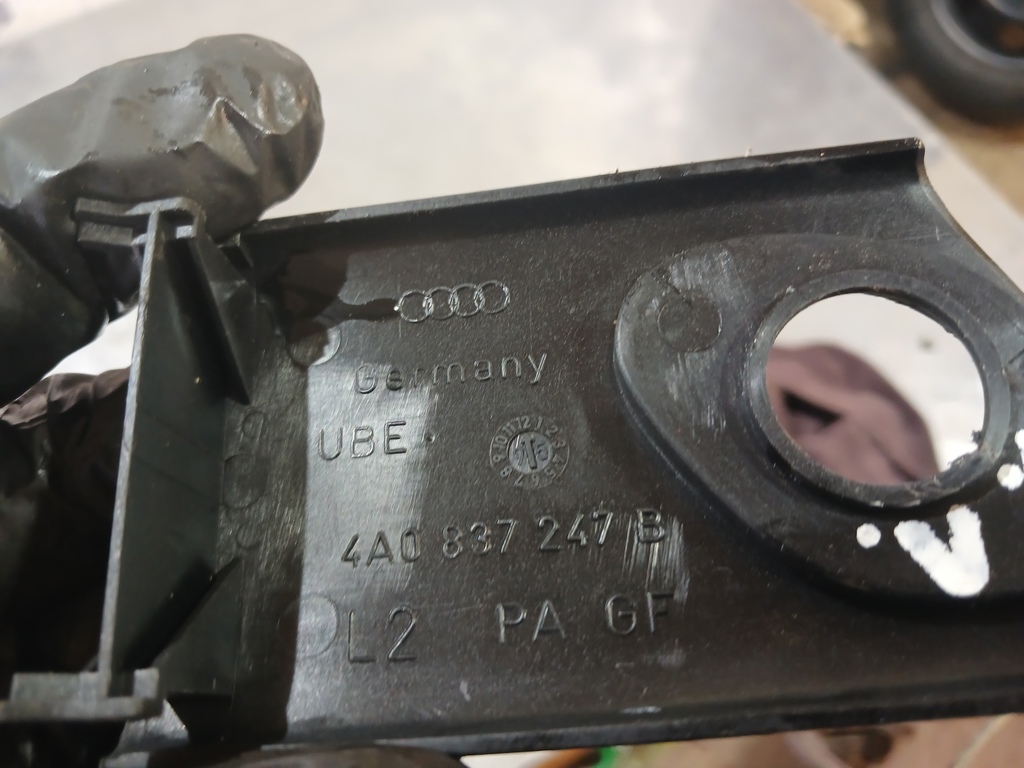 Germany
UBE
4A0 837 247 B
L2 PA GF